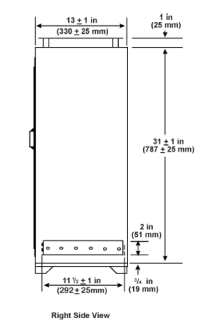 13 ± 1 in
(330 ± 25 mm)
1 in
(25 mm)
31 ± 1 in
(787 ± 25 mm)
2 in
(51 mm)
11 ½ ± 1 in
(292 ± 25mm)
¾ in
(19 mm)
Right Side View